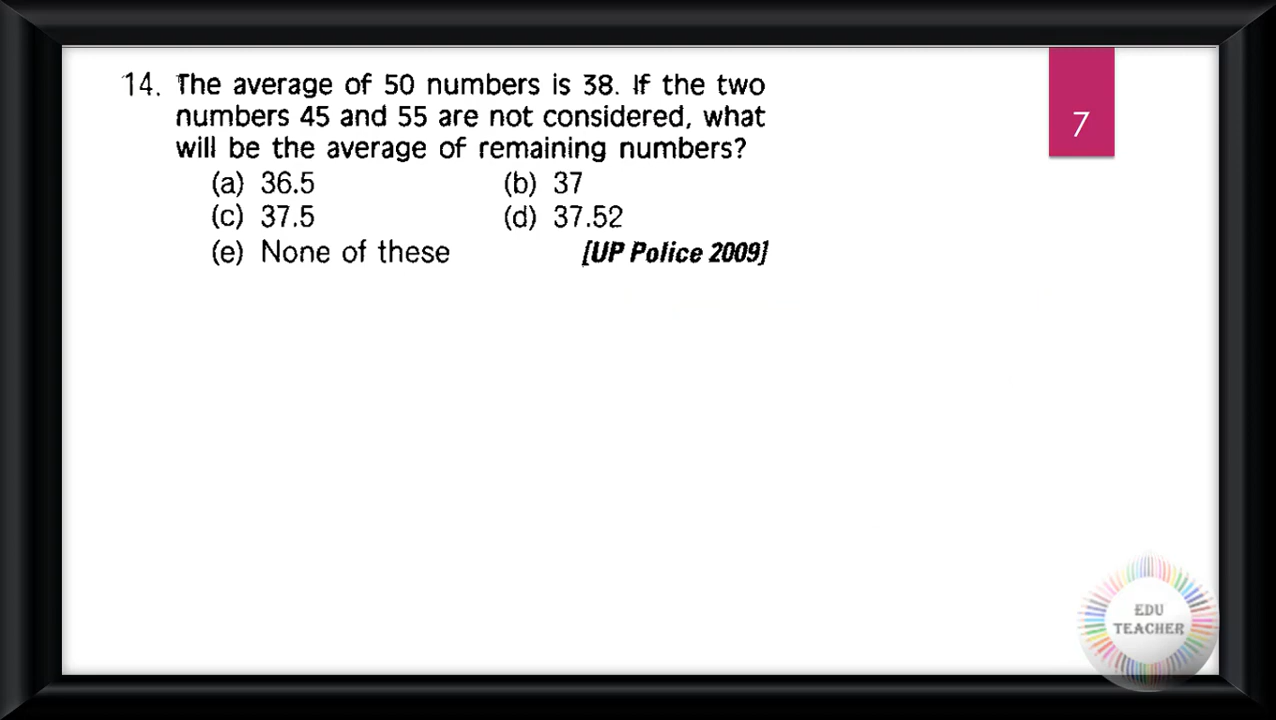 14. The average of 50 numbers is 38. If the two
numbers 45 and 55 are not considered, what
will be the average of remaining numbers?
(a) 36.5 (b) 37
(c) 37.5 (d) 37.52
(e) None of these [UP Police 2009]
7
EDU
TEACHER